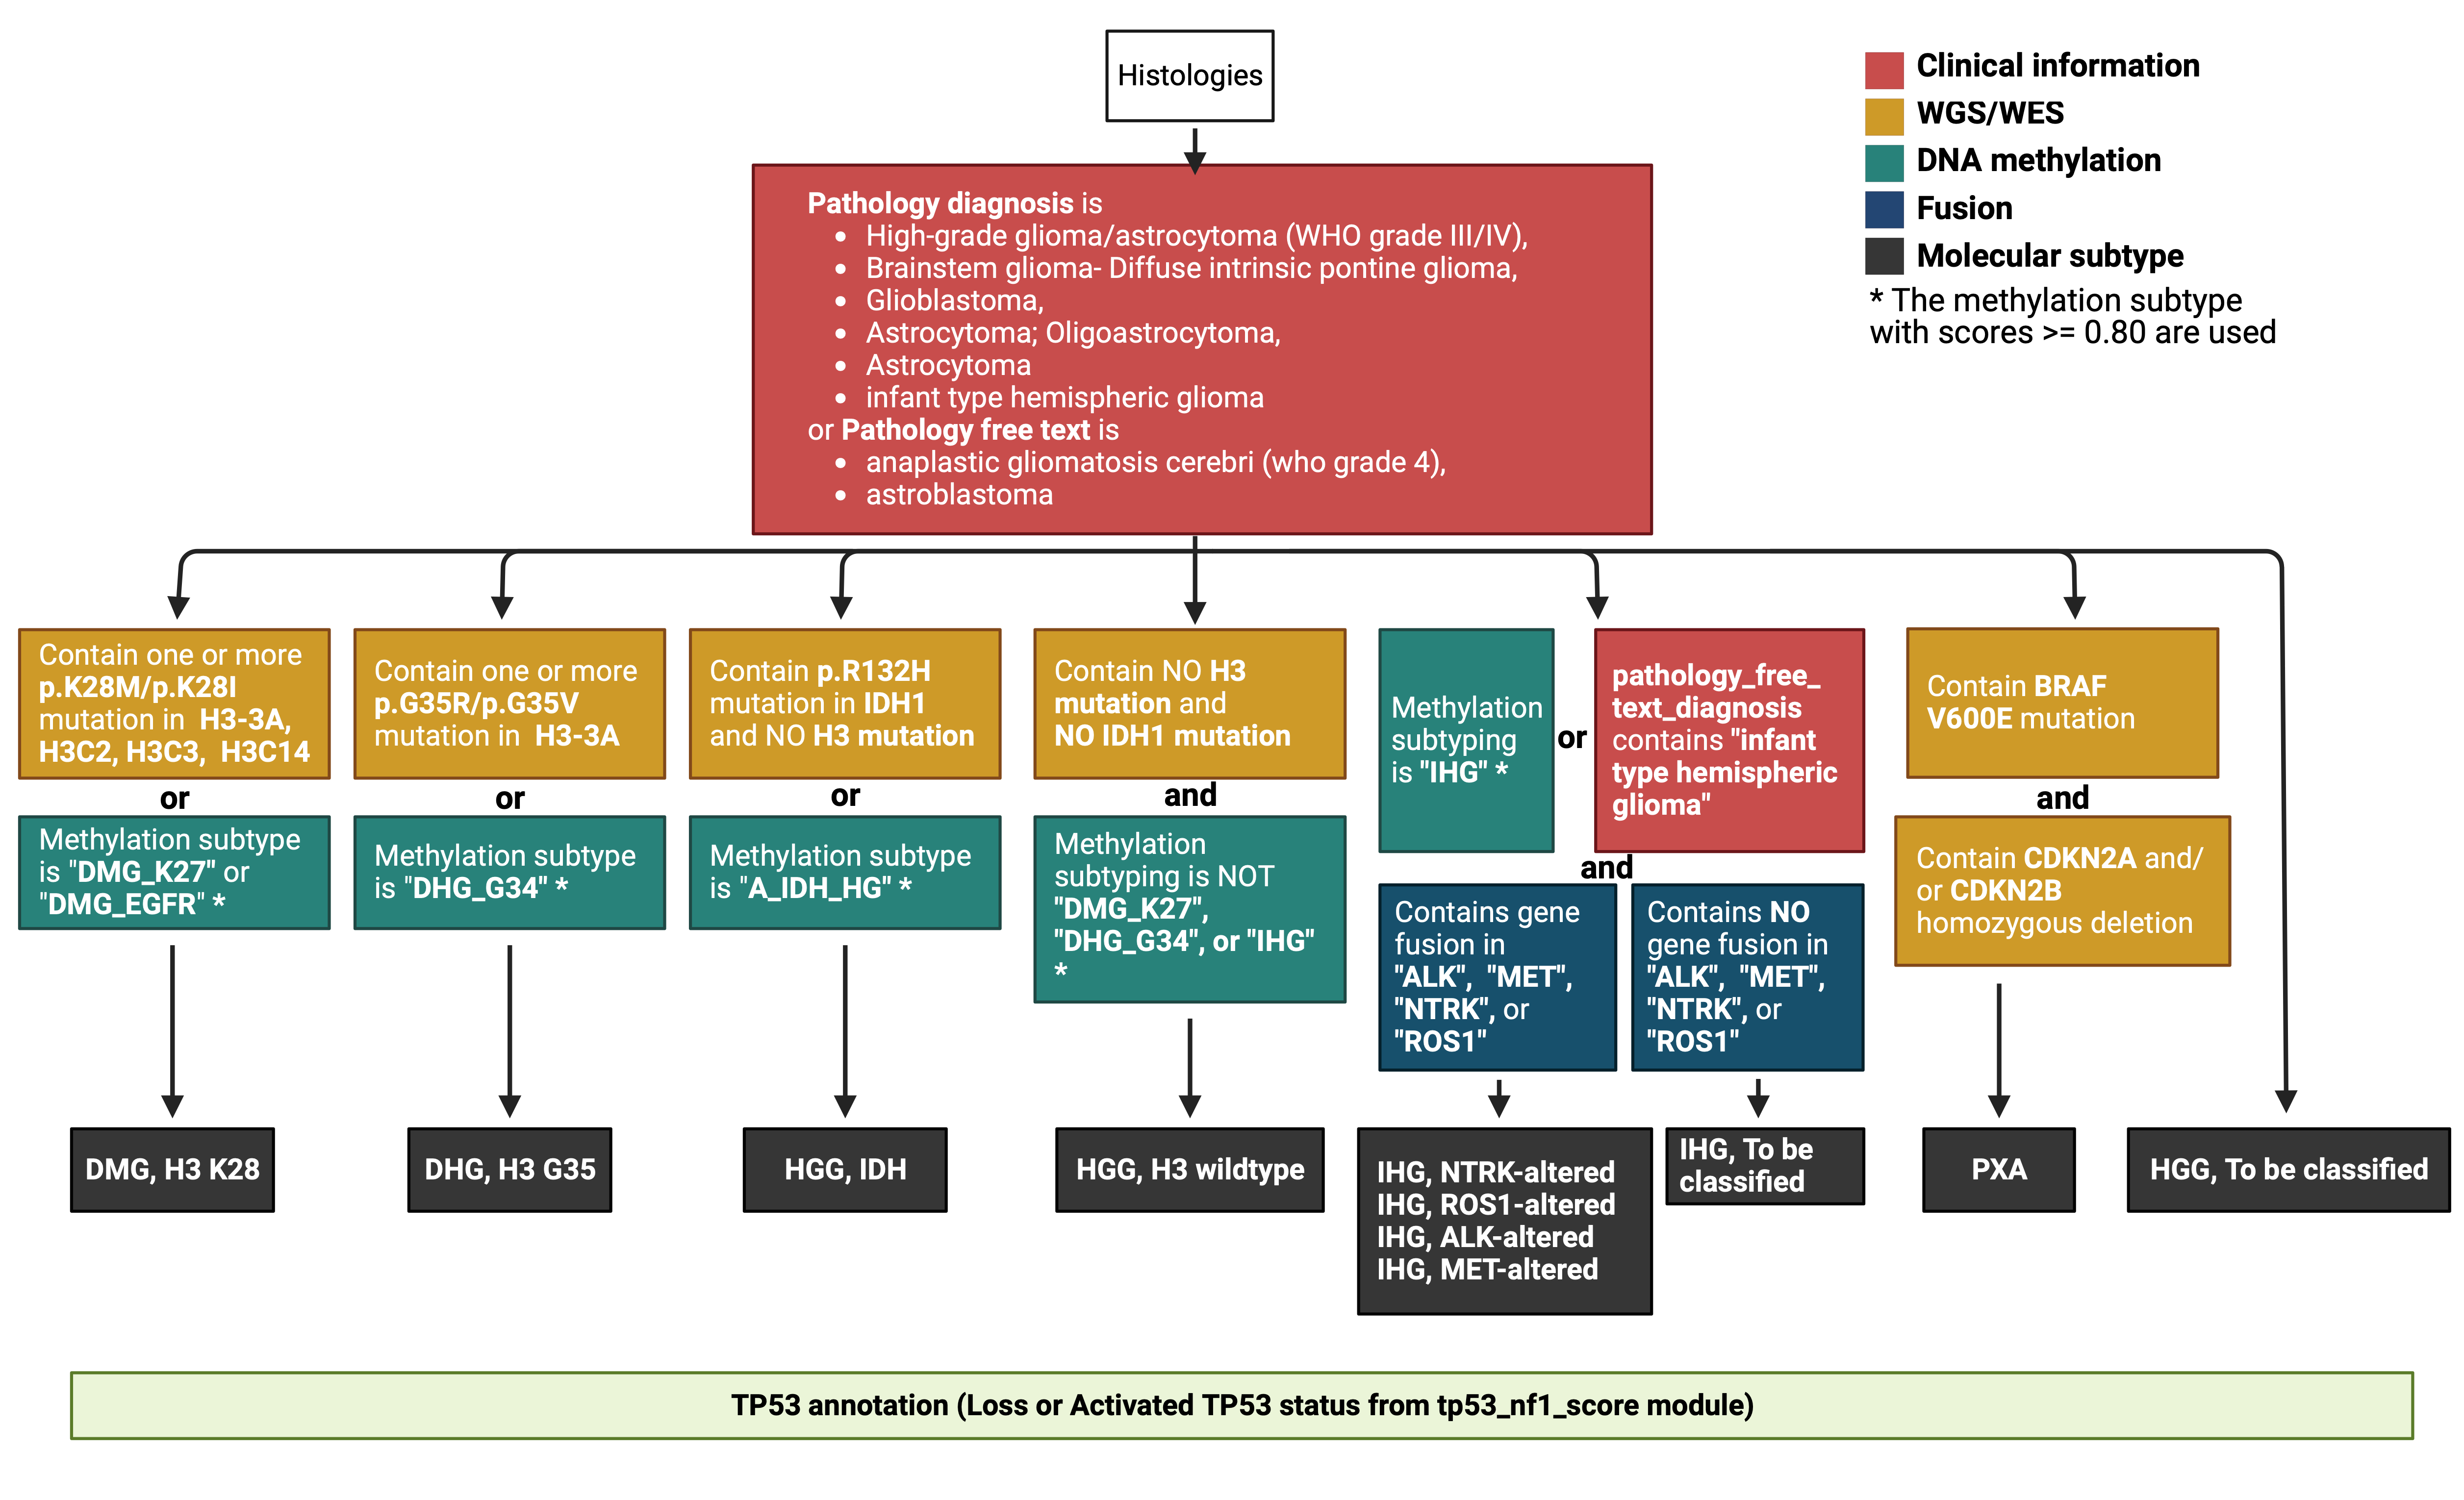 Histologies
Clinical information
WGS/WES
DNA methylation
Fusion
Molecular subtype
* The methylation subtype
with scores >= 0.80 are used
Pathology diagnosis is
• High-grade glioma/astrocytoma (WHO grade III/IV),
• Brainstem glioma- Diffuse intrinsic pontine glioma,
• Glioblastoma,
• Astrocytoma; Oligoastrocytoma,
• Astrocytoma
• infant type hemispheric glioma
or Pathology free text is
• anaplastic gliomatosis cerebri (who grade 4),
• astroblastoma
Contain one or more
p.K28M/p.K28I
mutation in H3-3A,
H3C2, H3C3, H3C14
or
Methylation subtype
is "DMG_K27" or
"DMG_EGFR" *
DMG, H3 K28
Contain one or more
p.G35R/p.G35V
mutation in H3-3A
or
Methylation subtype
is "DHG_G34" *
DHG, H3 G35
Contain p.R132H
mutation in IDH1
and NO H3 mutation
or
Methylation subtype
is "A_IDH_HG" *
HGG, IDH
Contain NO H3
mutation and
NO IDH1 mutation
and
Methylation
subtyping is NOT
"DMG_K27",
"DHG_G34", or "IHG"
*
HGG, H3 wildtype
Methylation
subtyping
is "IHG" *
or
pathology_free_
text_diagnosis
contains "infant
type hemispheric
glioma"
and
Contains gene
fusion in
"ALK", "MET",
"NTRK", or
"ROS1"
IHG, NTRK-altered
IHG, ROS1-altered
IHG, ALK-altered
IHG, MET-altered
Contains NO
gene fusion in
"ALK", "MET",
"NTRK", or
"ROS1"
IHG, To be
classified
Contain BRAF
V600E mutation
and
Contain CDKN2A and/
or CDKN2B
homozygous deletion
PXA
HGG, To be classified
TP53 annotation (Loss or Activated TP53 status from tp53_nf1_score module)